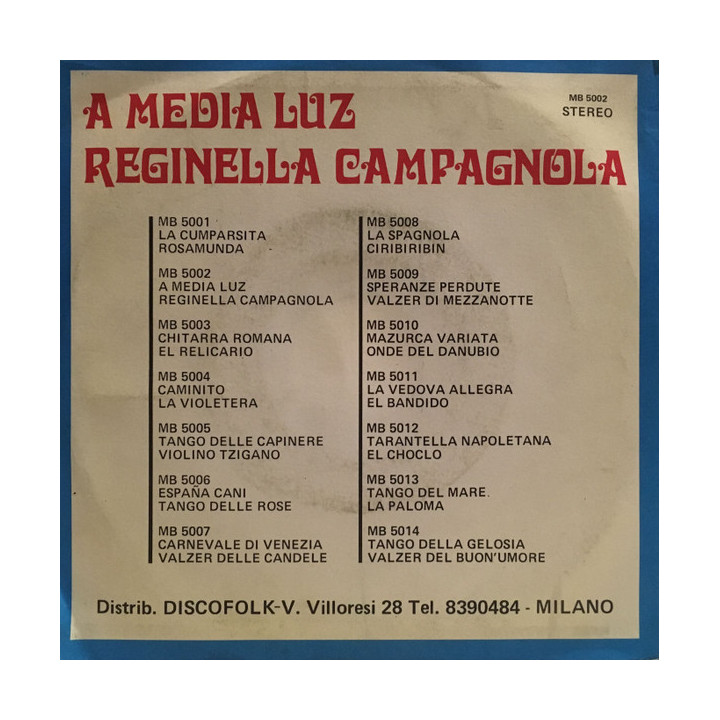 A MEDIA LUZ
REGINELLA CAMPAGNOLA
MB 5002
STEREO
MB 5001
LA CUMPARSITA
ROSAMUNDA
MB 5002
A MEDIA LUZ
REGINELLA CAMPAGNOLA
MB 5003
CHITARRA ROMANA
EL RELICARIO
MB 5004
CAMINITO
LA VIOLETERA
MB 5005
TANGO DELLE CAPINERE
VIOLINO TZIGANO
MB 5006
ESPAÑA CANI
TANGO DELLE ROSE
MB 5007
CARNEVALE DI VENEZIA
VALZER DELLE CANDELE
MB 5008
LA SPAGNOLA
CIRIBIRIBIN
MB 5009
SPERANZE PERDUTE
VALZER DI MEZZANOTTE
MB 5010
MAZURCA VARIATA
ONDE DEL DANUBIO
MB 5011
LA VEDOVA ALLEGRA
EL BANDIDO
MB 5012
TARANTELLA NAPOLETANA
EL CHOCLO
MB 5013
TANGO DEL MARE
LA PALOMA
MB 5014
TANGO DELLA GELOSIA
VALZER DEL BUON'UMORE
Distrib. DISCOFOLK-V. Villoresi 28 Tel. 8390484 - MILANO